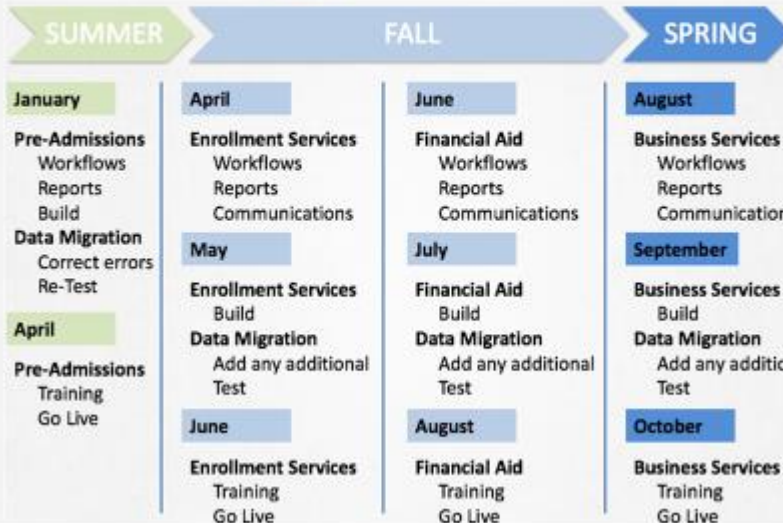 SUMMER
FALL
SPRING
January
Pre-Admissions
Workflows
Reports
Build
Data Migration
Correct errors
Re-Test
April
Pre-Admissions
Training
Go Live
April
Enrollment Services
Workflows
Reports
Communications
May
Enrollment Services
Build
Data Migration
Add any additional
Test
June
Enrollment Services
Training
Go Live
June
Financial Aid
Workflows
Reports
Communications
July
Financial Aid
Build
Data Migration
Add any additional
Test
August
Financial Aid
Training
Go Live
August
Business Services
Workflows
Reports
Communication
September
Business Services
Build
Data Migration
Add any additio
Test
October
Business Services
Training
Go Live